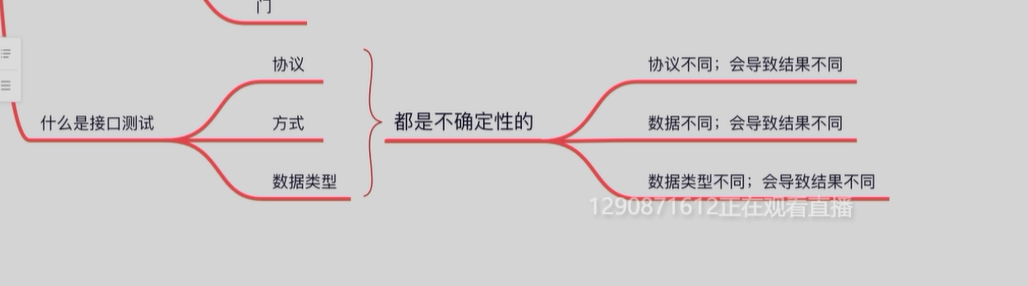 门
什么是接口测试
协议
方式
数据类型
都是不确定性的
协议不同；会导致结果不同
数据不同；会导致结果不同
数据类型不同；会导致结果不同
1290871612正在观看直播